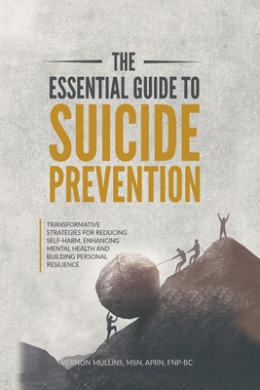 THE
ESSENTIAL GUIDE TO
SUICIDE
PREVENTION
TRANSFORMATIVE
STRATEGIES FOR REDUCING
SELF-HARM, ENHANCING
MENTAL HEALTH AND
BUILDING PERSONAL
RESILIENCE
VERNON MULLINS, MSN, APRN, FNP-BC